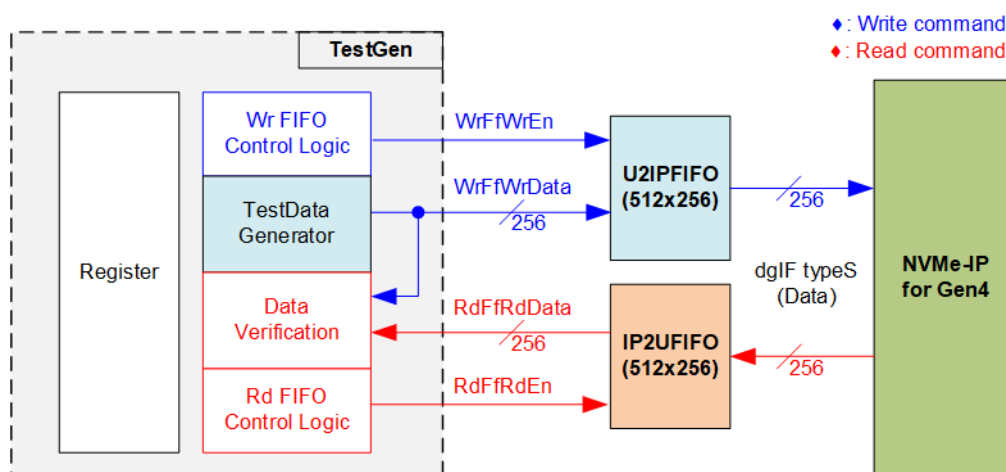 ♦: Write command
♦: Read command
TestGen
Register
Wr FIFO
Control Logic
TestData
Generator
Data
Verification
Rd FIFO
Control Logic
WrFfWrEn
WrFfWrData
256
RdFfRdData
256
RdFfRdEn
U2IPFIFO
(512x256)
IP2UFIFO
(512x256)
256
dgIF typeS
(Data)
256
NVMe-IP
for Gen4